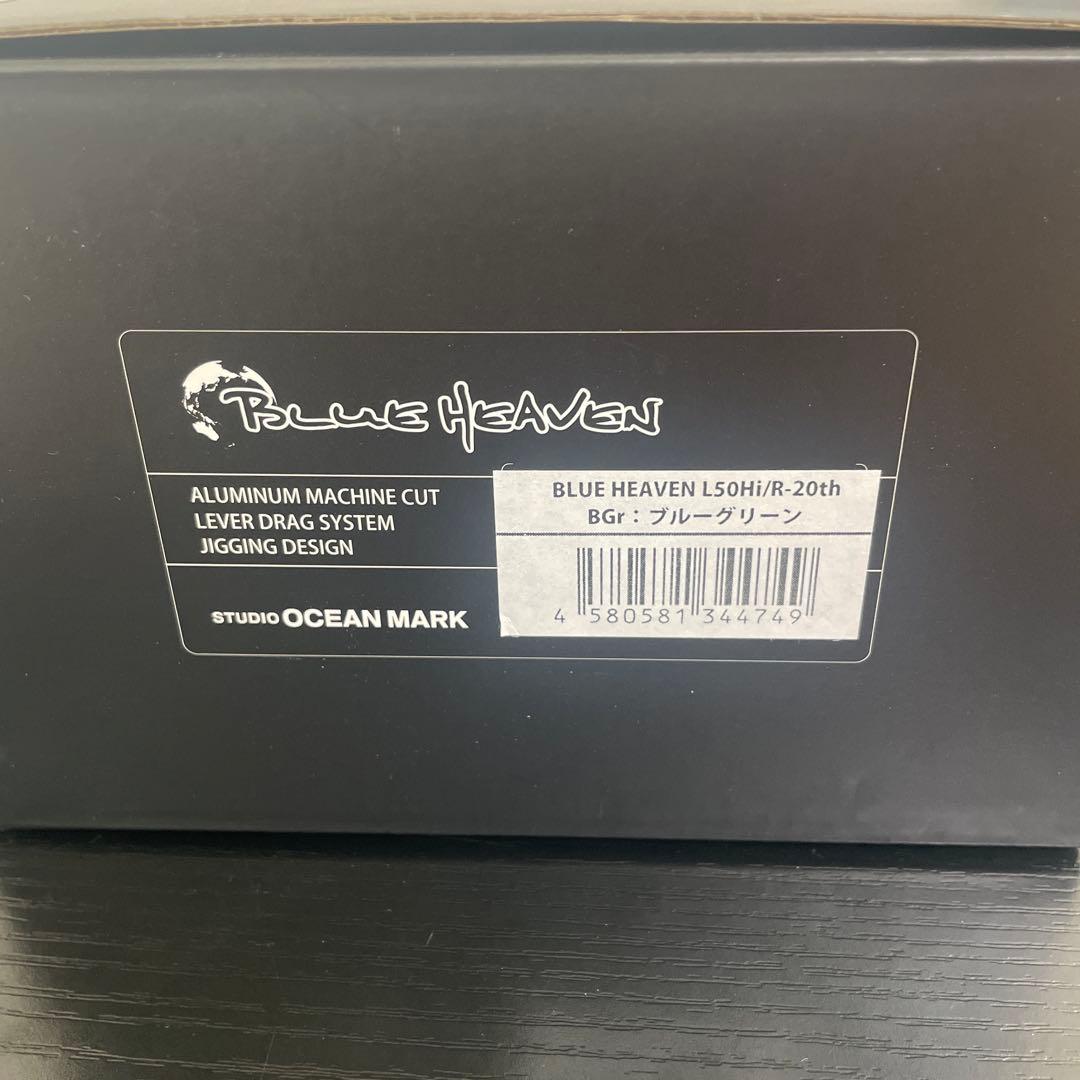 BLUE HEAVEN
ALUMINUM MACHINE CUT
LEVER DRAG SYSTEM
JIGGING DESIGN
STUDIO OCEAN MARK
BLUE HEAVEN L50Hi/R-20th
BGr：ブルーグリーン
4 580581 344749